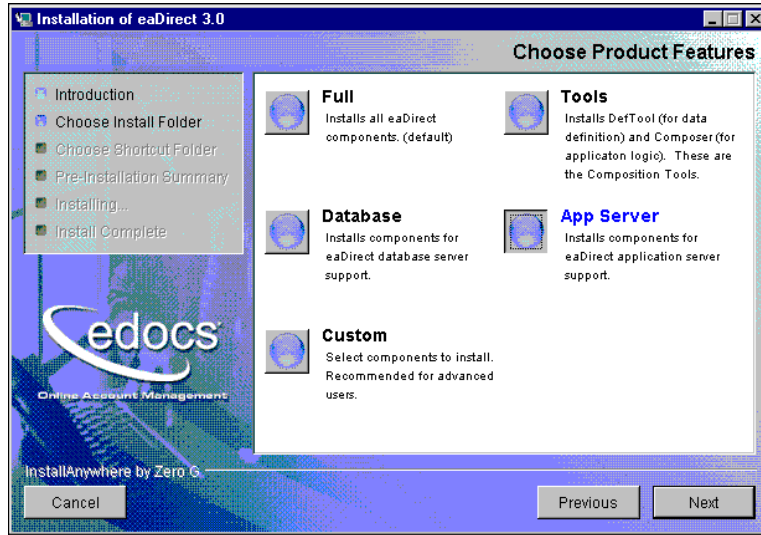 Installation of eaDirect 3.0
Choose Product Features
Introduction
Choose Install Folder
Choose Shortcut Folder
Pre-Installation Summary
Installing...
Install Complete
edocs
Online Account Management
Full
Installs all eaDirect
components. (default)
Tools
Installs DefTool (for data
definition) and Composer (for
applicaton logic). These are
the Composition Tools.
Database
Installs components for
eaDirect database server
support.
App Server
Installs components for
eaDirect application server
support.
Custom
Select components to install.
Recommended for advanced
users.
InstallAnywhere by Zero G
Cancel
Previous
Next